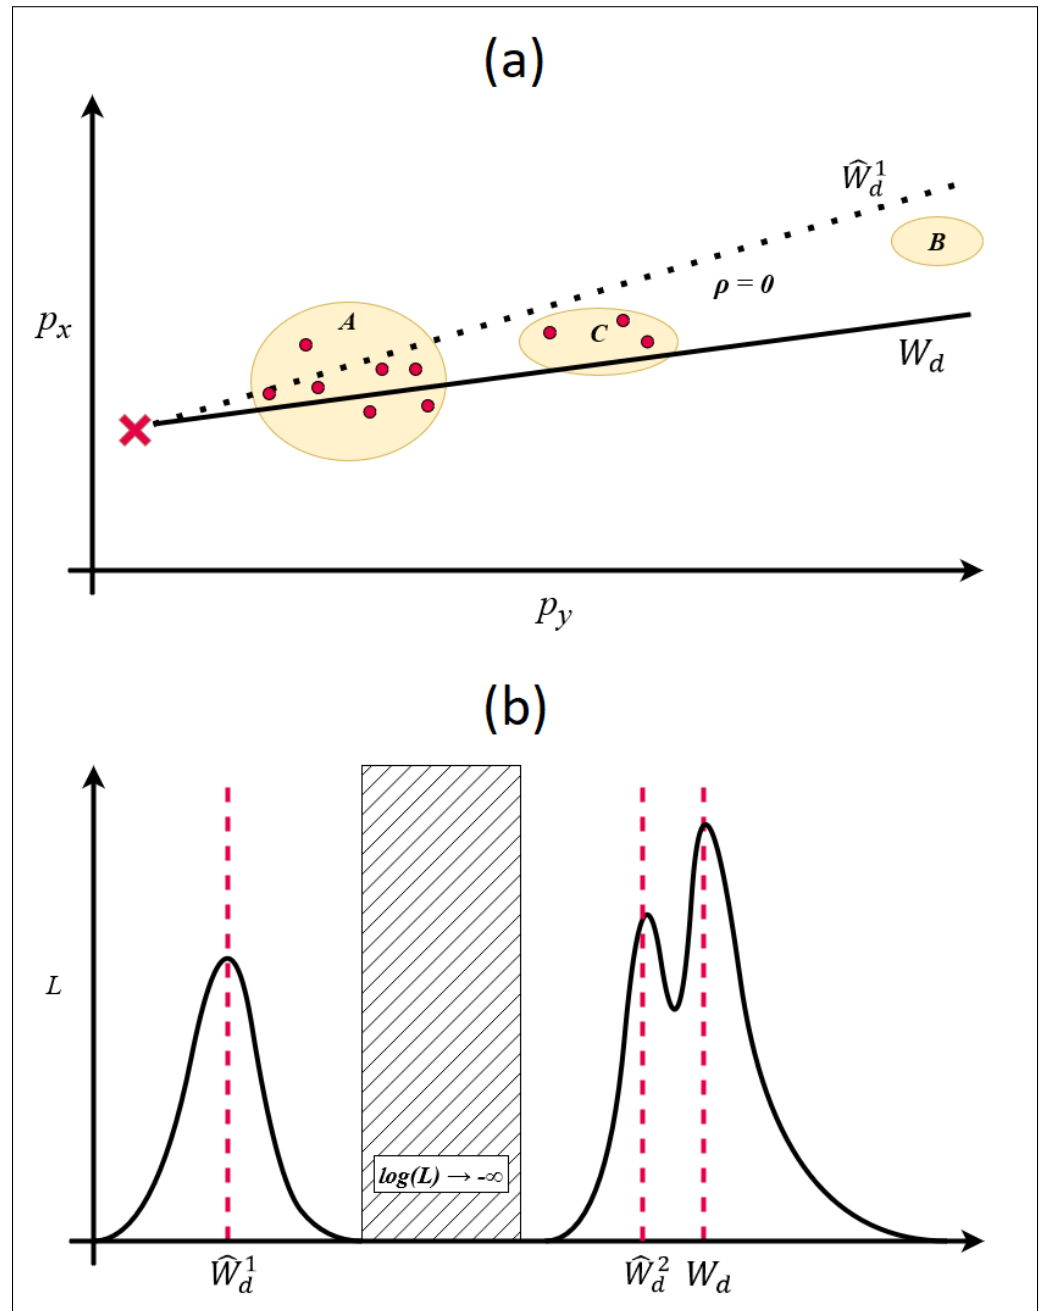 (a)
Ŵ_d^1
B
ρ = 0
A
p_x
C
W_d
p_y
(b)
L
log(L) → -∞
Ŵ_d^1
Ŵ_d^2 W_d